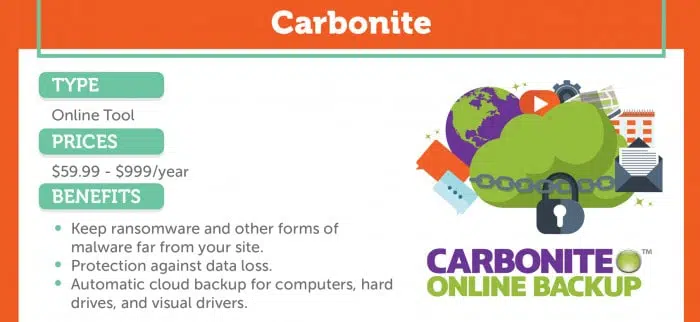 Carbonite
TYPE
Online Tool
PRICES
$59.99 - $999/year
BENEFITS
• Keep ransomware and other forms of
malware far from your site.
• Protection against data loss.
• Automatic cloud backup for computers, hard
drives, and visual drivers.
CARBONITE™
ONLINE BACKUP